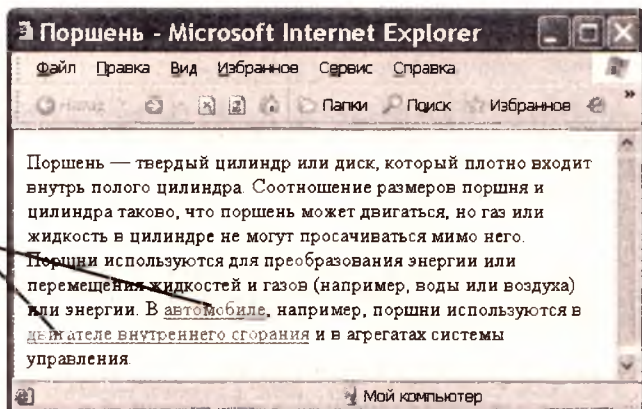 Поршень - Microsoft Internet Explorer
Файл Правка Вид Избранное Сервис Справка
Назад Папки Поиск Избранное »
Поршень — твердый цилиндр или диск, который плотно входит
внутрь полого цилиндра. Соотношение размеров поршня и
цилиндра таково, что поршень может двигаться, но газ или
жидкость в цилиндре не могут просачиваться мимо него.
Поршни используются для преобразования энергии или
перемещения жидкостей и газов (например, воды или воздуха)
или энергии. В автомобиле, например, поршни используются в
двигателе внутреннего сгорания и в агрегатах системы
управления.
Мой компьютер